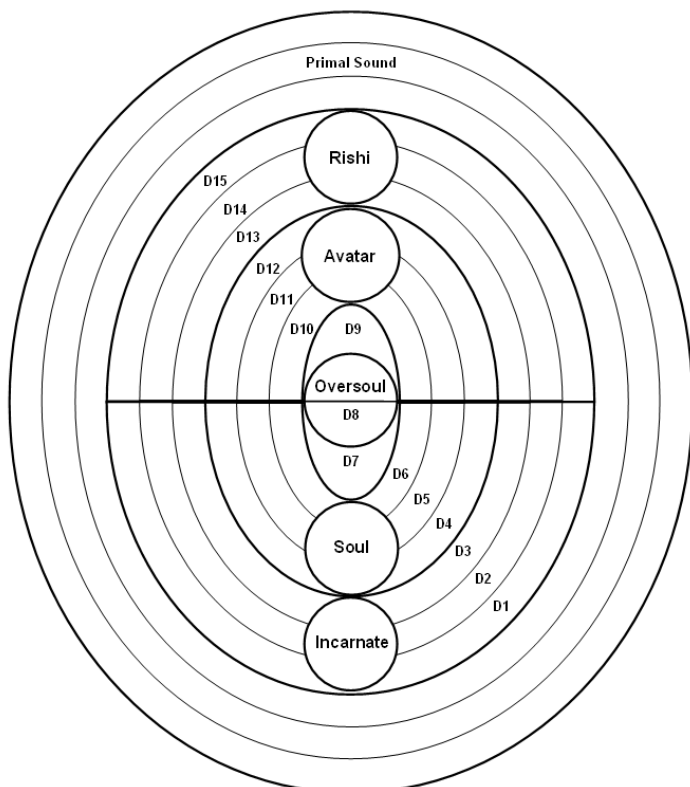 Primal Sound
Rishi
D15
D14
D13
Avatar
D12
D11
D10
D9
Oversoul
D8
D7
D6
D5
D4
Soul
D3
D2
D1
Incarnate